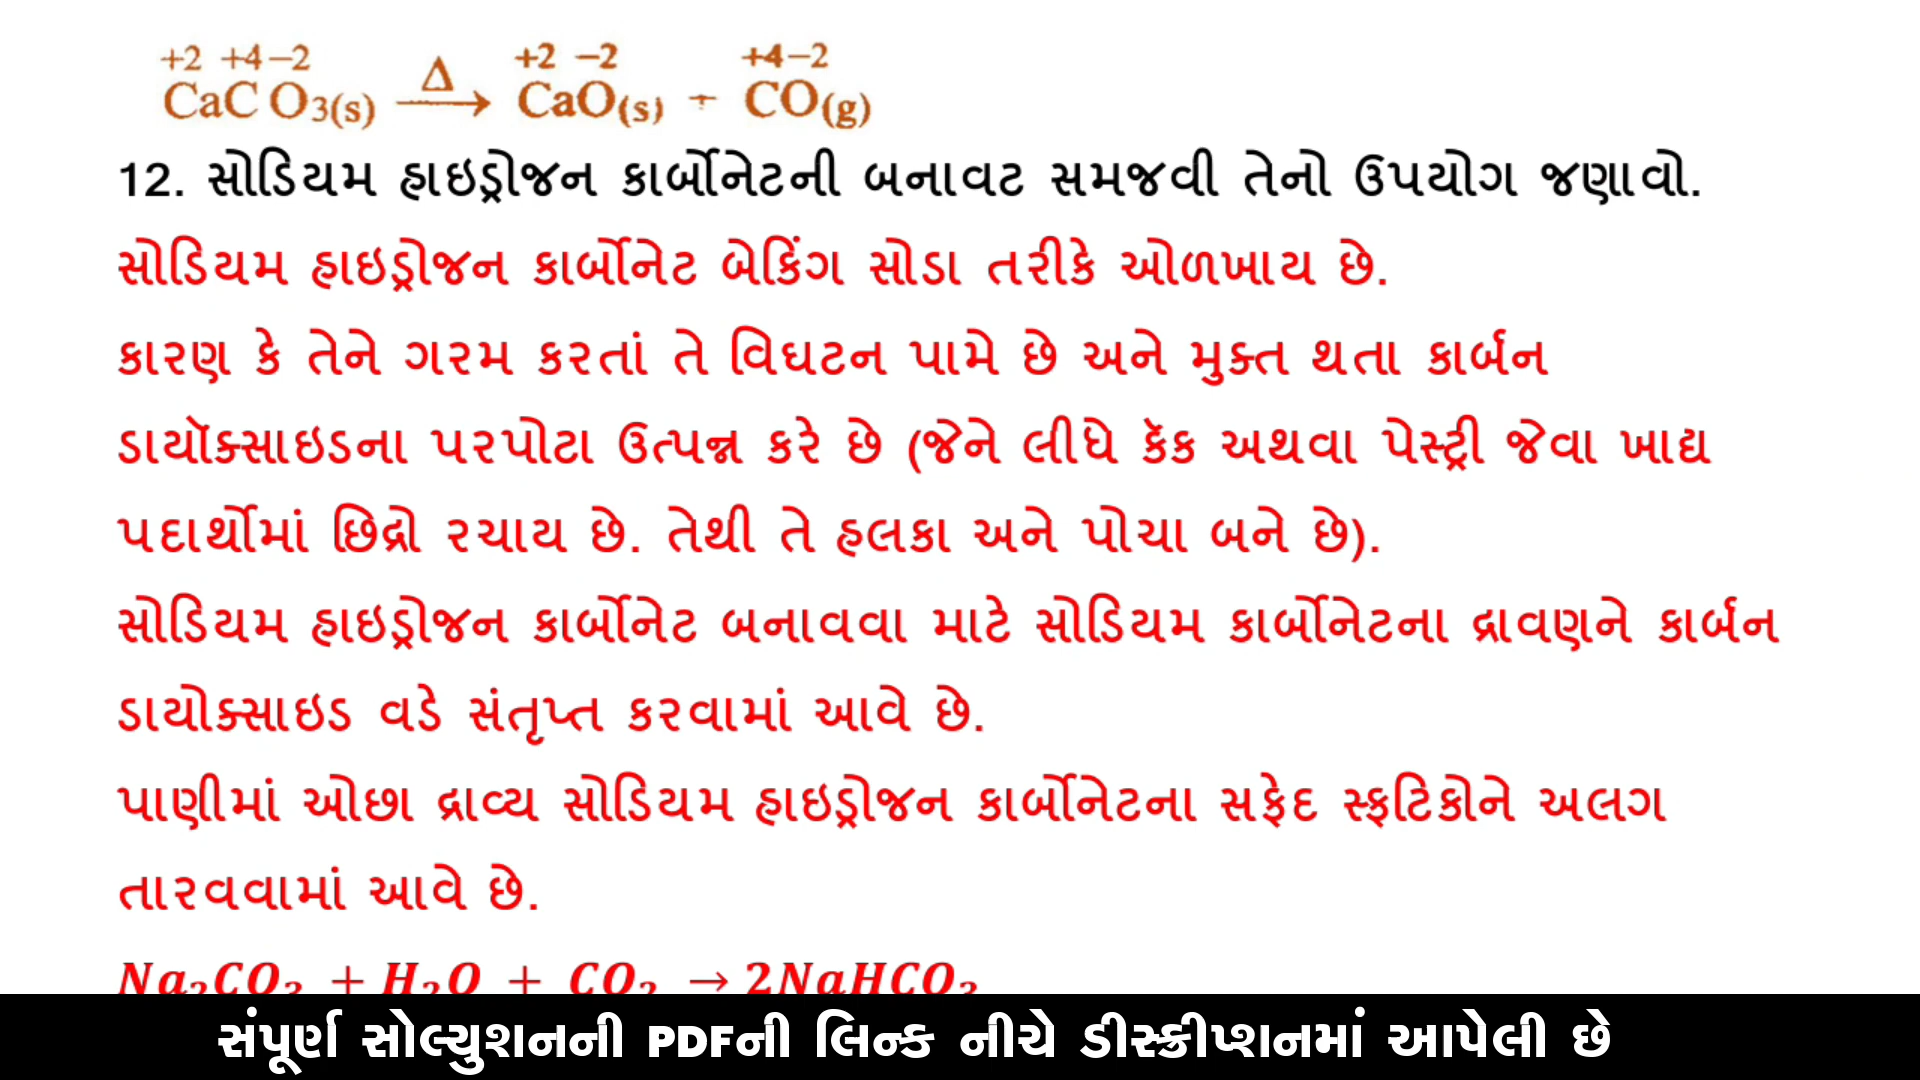 +2 +4−2 +2 −2 +4−2
CaCO3(s) —Δ→ CaO(s) + CO(g)
12. સોડિયમ હાઇડ્રોજન કાર્બોનેટની બનાવટ સમજવી તેનો ઉપયોગ જણાવો.
સોડિયમ હાઇડ્રોજન કાર્બોનેટ બેકિંગ સોડા તરીકે ઓળખાય છે.
કારણ કે તેને ગરમ કરતાં તે વિઘટન પામે છે અને મુક્ત થતા કાર્બન
ડાયૉક્સાઇડના પરપોટા ઉત્પન્ન કરે છે (જેને લીધે કૅક અથવા પેસ્ટ્રી જેવા ખાદ્ય
પદાર્થોમાં છિદ્રો રચાય છે. તેથી તે હલકા અને પોચા બને છે).
સોડિયમ હાઇડ્રોજન કાર્બોનેટ બનાવવા માટે સોડિયમ કાર્બોનેટના દ્રાવણને કાર્બન
ડાયોક્સાઇડ વડે સંતૃપ્ત કરવામાં આવે છે.
પાણીમાં ઓછા દ્રાવ્ય સોડિયમ હાઇડ્રોજન કાર્બોનેટના સફેદ સ્ફટિકોને અલગ
તારવવામાં આવે છે.
Na₂CO₃ + H₂O + CO₂ → 2NaHCO₃
સંપૂર્ણ સોલ્યુશનની PDFની લિન્ક નીચે ડીસ્ક્રીપ્શનમાં આપેલી છે